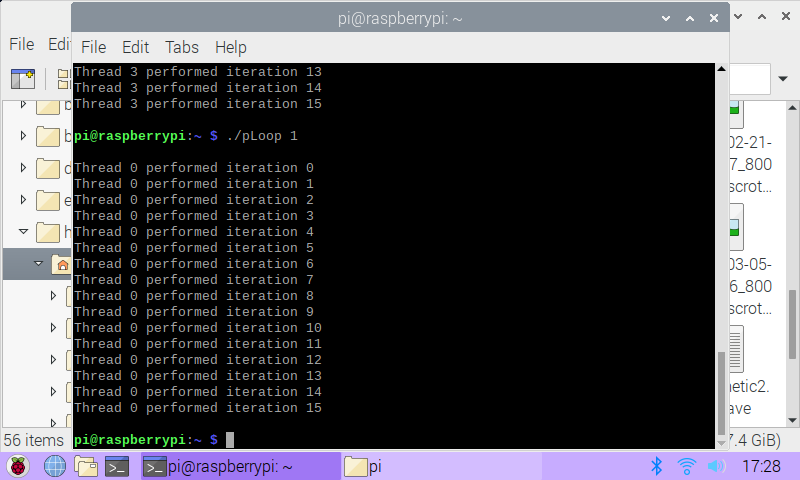 pi@raspberrypi: ~
File Edit Tabs Help
File Edi
Thread 3 performed iteration 13
Thread 3 performed iteration 14
Thread 3 performed iteration 15
pi@raspberrypi:~ $ ./pLoop 1
Thread 0 performed iteration 0
Thread 0 performed iteration 1
Thread 0 performed iteration 2
Thread 0 performed iteration 3
Thread 0 performed iteration 4
Thread 0 performed iteration 5
Thread 0 performed iteration 6
Thread 0 performed iteration 7
Thread 0 performed iteration 8
Thread 0 performed iteration 9
Thread 0 performed iteration 10
Thread 0 performed iteration 11
Thread 0 performed iteration 12
Thread 0 performed iteration 13
Thread 0 performed iteration 14
Thread 0 performed iteration 15
pi@raspberrypi:~ $
b
b
d
e
h
02-21-
7_800
scrot...
03-05-
6_800
scrot...
netic2.
ave
56 items
7.4 GiB)
pi@raspberrypi: ~
pi
17:28